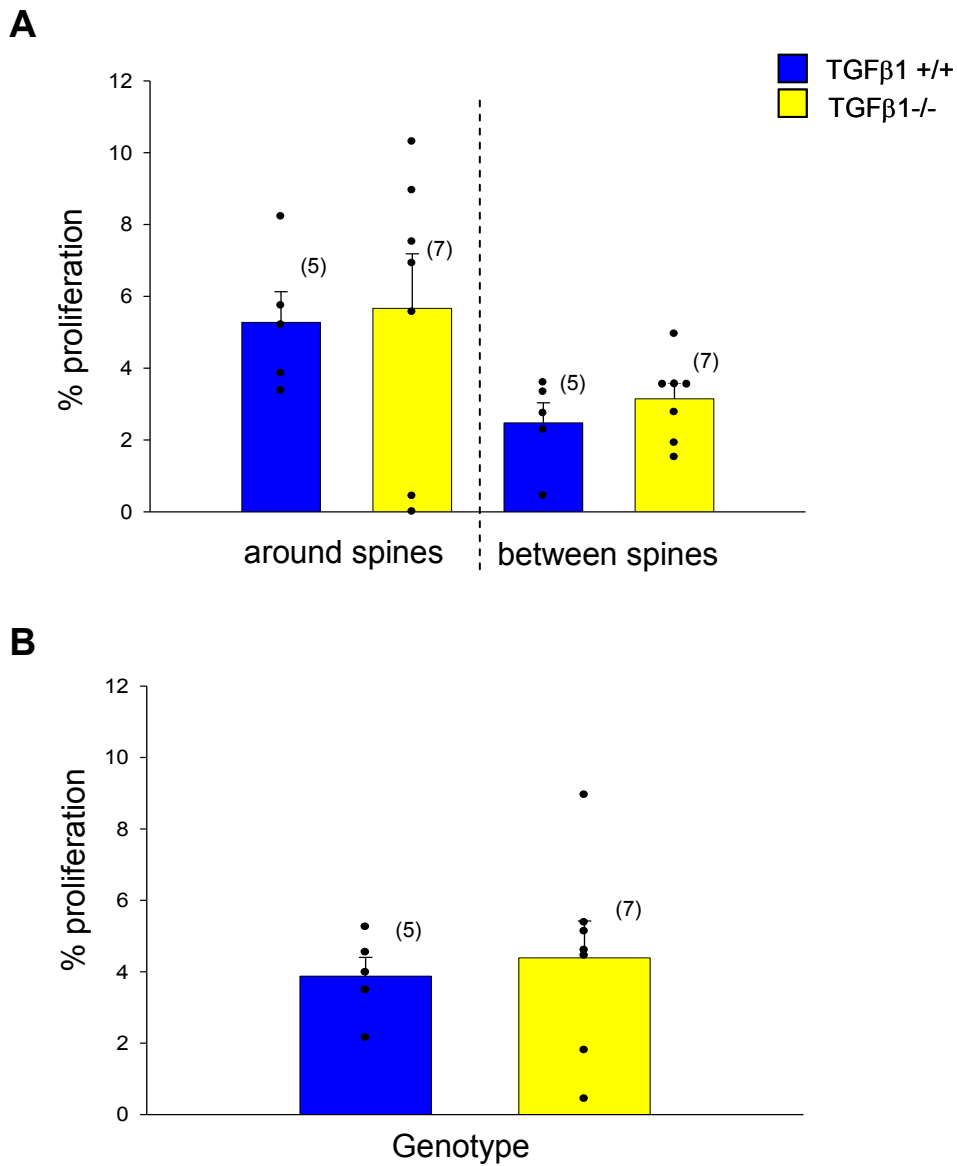 A
TGFβ1 +/+
TGFβ1-/-
12
10
8
6
4
2
0
% proliferation
(5)
(7)
(5)
(7)
around spines
between spines
B
12
10
8
6
4
2
0
% proliferation
(5)
(7)
Genotype